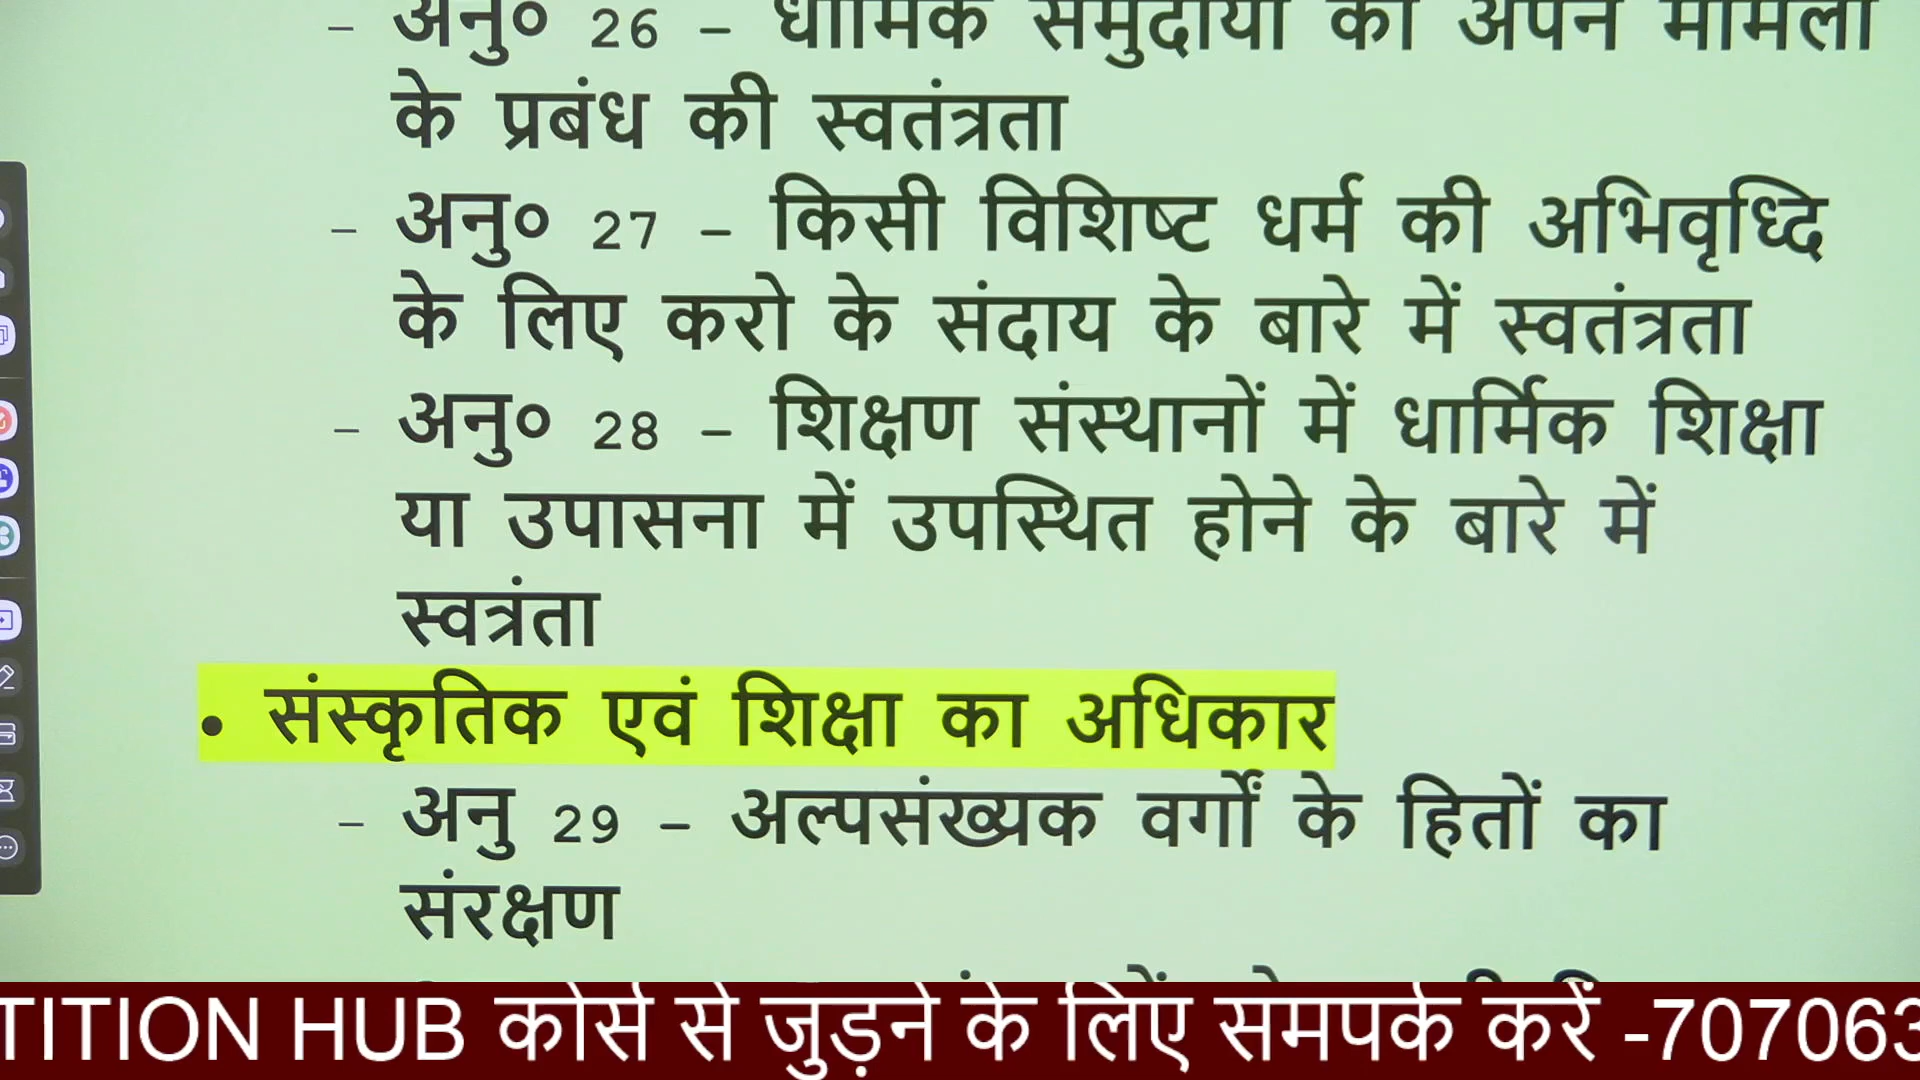 – अनु० 26 – धार्मिक समुदायों को अपने मामलों
के प्रबंध की स्वतंत्रता
– अनु० 27 – किसी विशिष्ट धर्म की अभिवृध्दि
के लिए करो के संदाय के बारे में स्वतंत्रता
– अनु० 28 – शिक्षण संस्थानों में धार्मिक शिक्षा
या उपासना में उपस्थित होने के बारे में
स्वत्रंता
• संस्कृतिक एवं शिक्षा का अधिकार
– अनु 29 – अल्पसंख्यक वर्गों के हितों का
संरक्षण
TITION HUB कोर्स से जुड़ने के लिए समपर्क करें -707063